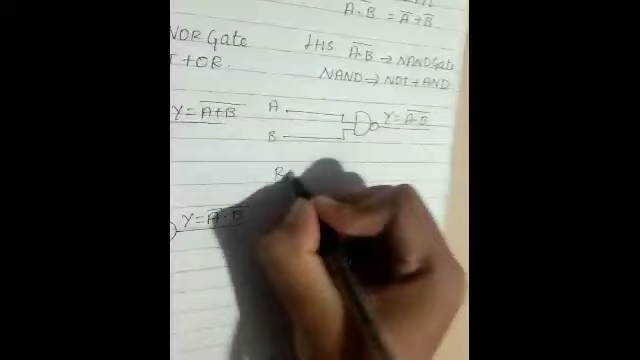 A̅.̅B̅ = A̅+B̅
NOR Gate
T+OR.
Y = A̅+̅B̅
Y = A̅·B̅
LHS A̅.̅B̅ → NAND Gate
NAND → NOT + AND
A
B
Y = A̅.̅B̅
R